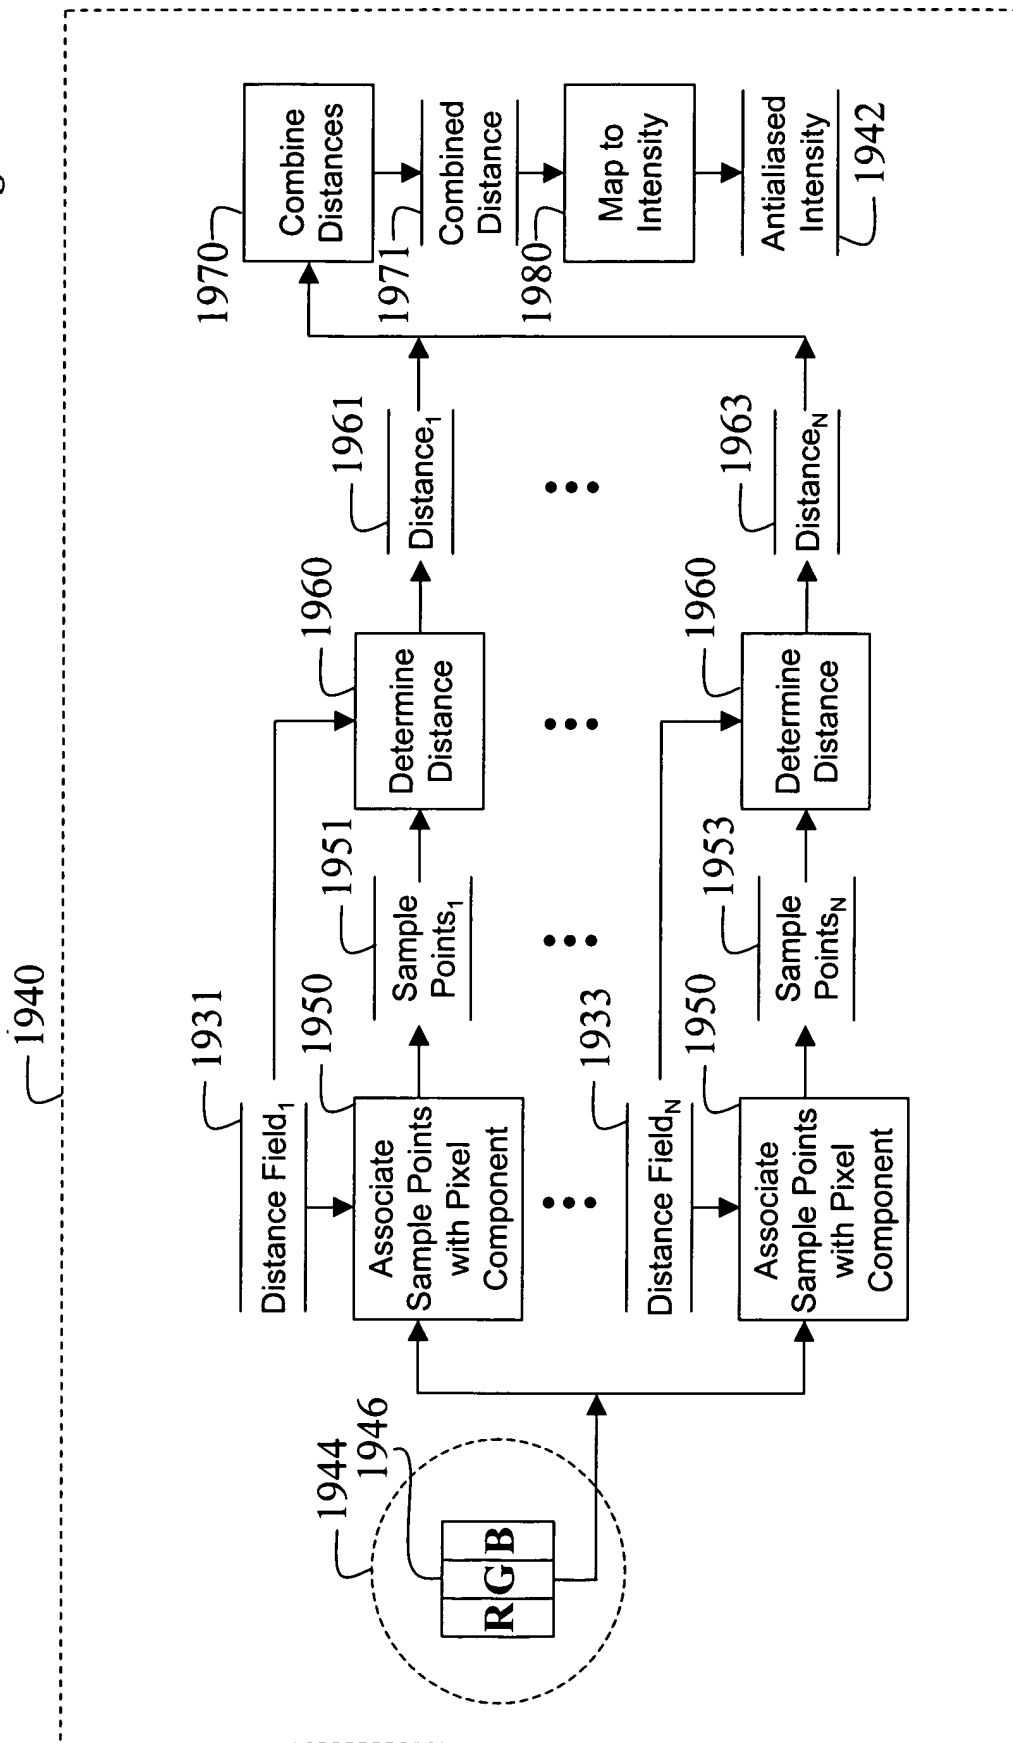 1940
1944
1946
R G B
1931
Distance Field1
1950
Associate
Sample Points
with Pixel
Component
1951
Sample
Points1
1960
Determine
Distance
1961
Distance1
1933
Distance FieldN
1950
Associate
Sample Points
with Pixel
Component
1953
Sample
PointsN
1960
Determine
Distance
1963
DistanceN
1970
Combine
Distances
1971
Combined
Distance
1980
Map to
Intensity
Antialiased
Intensity
1942